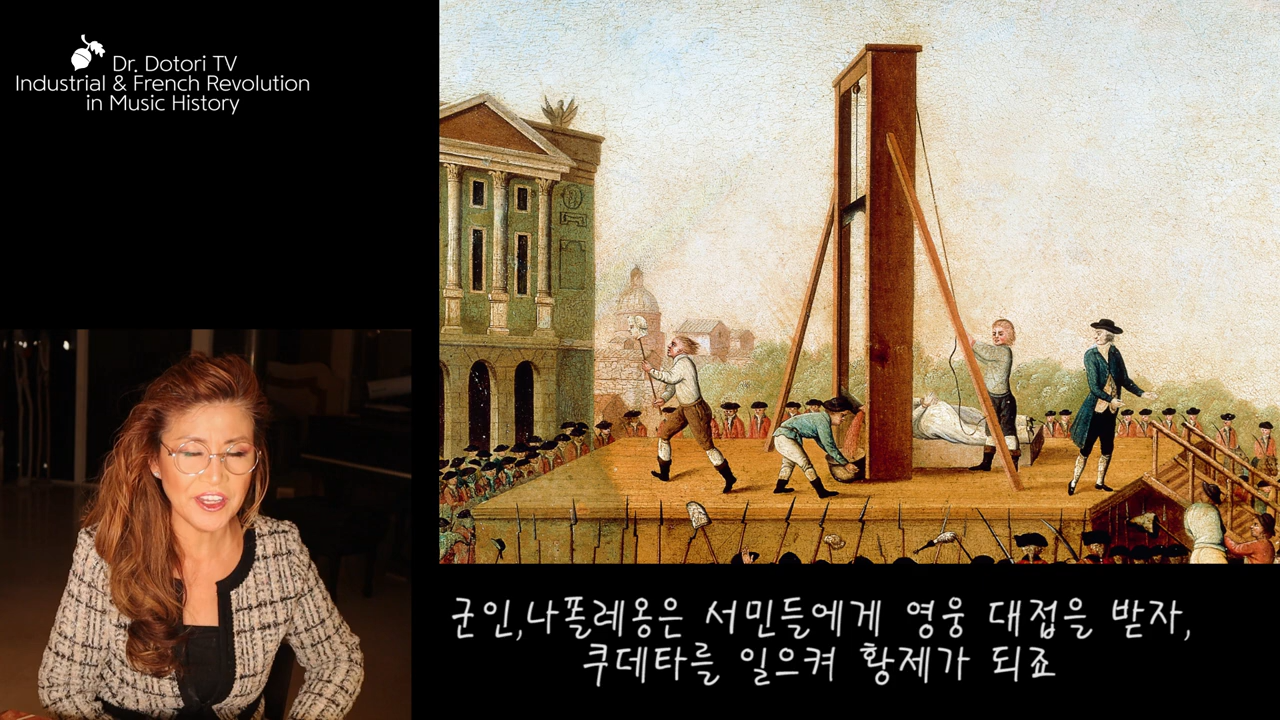 Dr. Dotori TV
Industrial & French Revolution
in Music History
군인,나폴레옹은 서민들에게 영웅 대접을 받자,
쿠데타를 일으켜 황제가 되죠